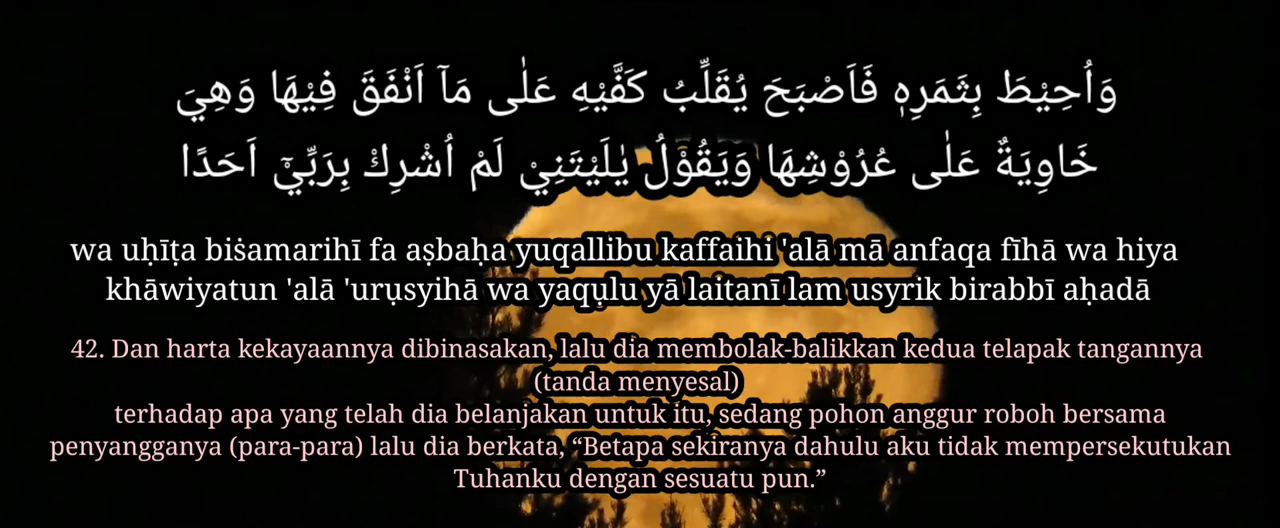 وَاُحِيْطَ بِثَمَرِهٖ فَاَصْبَحَ يُقَلِّبُ كَفَّيْهِ عَلٰى مَآ اَنْفَقَ فِيْهَا وَهِيَ
خَاوِيَةٌ عَلٰى عُرُوْشِهَا وَيَقُوْلُ يٰلَيْتَنِيْ لَمْ اُشْرِكْ بِرَبِّيْٓ اَحَدًا
wa uḥīṭa biṡamarihī fa aṣbaḥa yuqallibu kaffaihi 'alā mā anfaqa fīhā wa hiya
khāwiyatun 'alā 'urụsyihā wa yaqụlu yā laitanī lam usyrik birabbī aḥadā
42. Dan harta kekayaannya dibinasakan, lalu dia membolak-balikkan kedua telapak tangannya
(tanda menyesal)
terhadap apa yang telah dia belanjakan untuk itu, sedang pohon anggur roboh bersama
penyangganya (para-para) lalu dia berkata, “Betapa sekiranya dahulu aku tidak mempersekutukan
Tuhanku dengan sesuatu pun.”